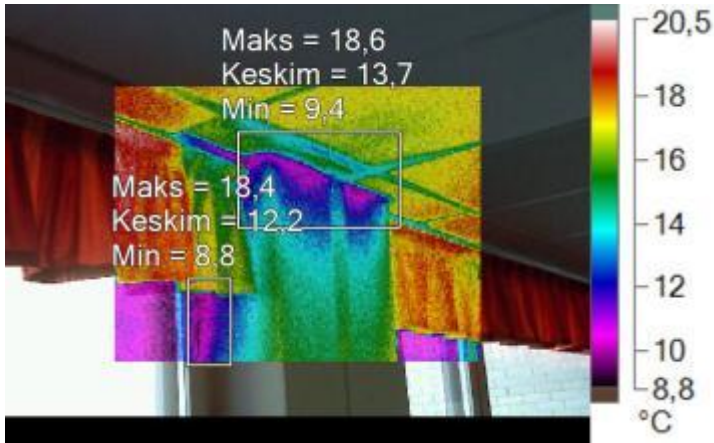 Maks = 18,6
Keskim = 13,7
Min = 9,4
Maks = 18,4
Keskim = 12,2
Min = 8,8
20,5
18
16
14
12
10
8,8
°C